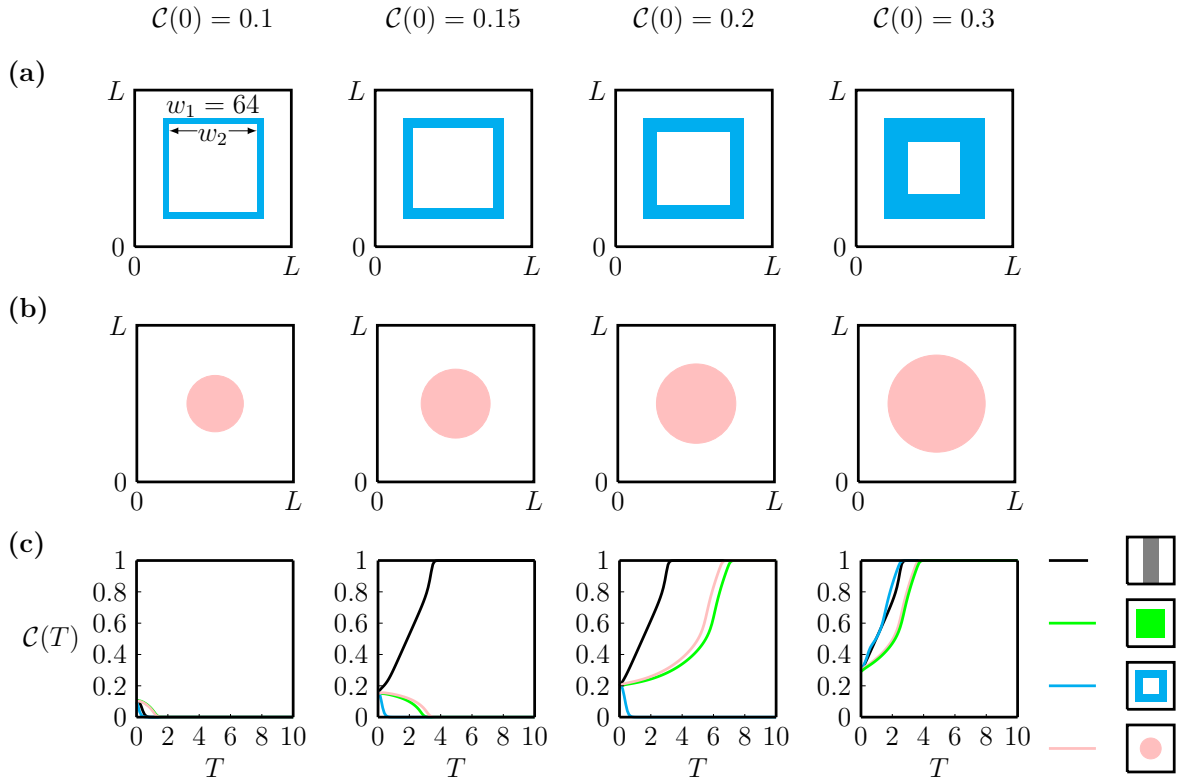 𝒞(0) = 0.1 𝒞(0) = 0.15 𝒞(0) = 0.2 𝒞(0) = 0.3
(a)
L L L L
w₁ = 64
w₂
0 0 0 0
0 L 0 L 0 L 0 L
(b)
L L L L
0 0 0 0
0 L 0 L 0 L 0 L
(c)
1 1 1 1
0.8 0.8 0.8 0.8
0.6 0.6 0.6 0.6
𝒞(T)
0.4 0.4 0.4 0.4
0.2 0.2 0.2 0.2
0 0 0 0
0 2 4 6 8 10 0 2 4 6 8 10 0 2 4 6 8 10 0 2 4 6 8 10
T T T T